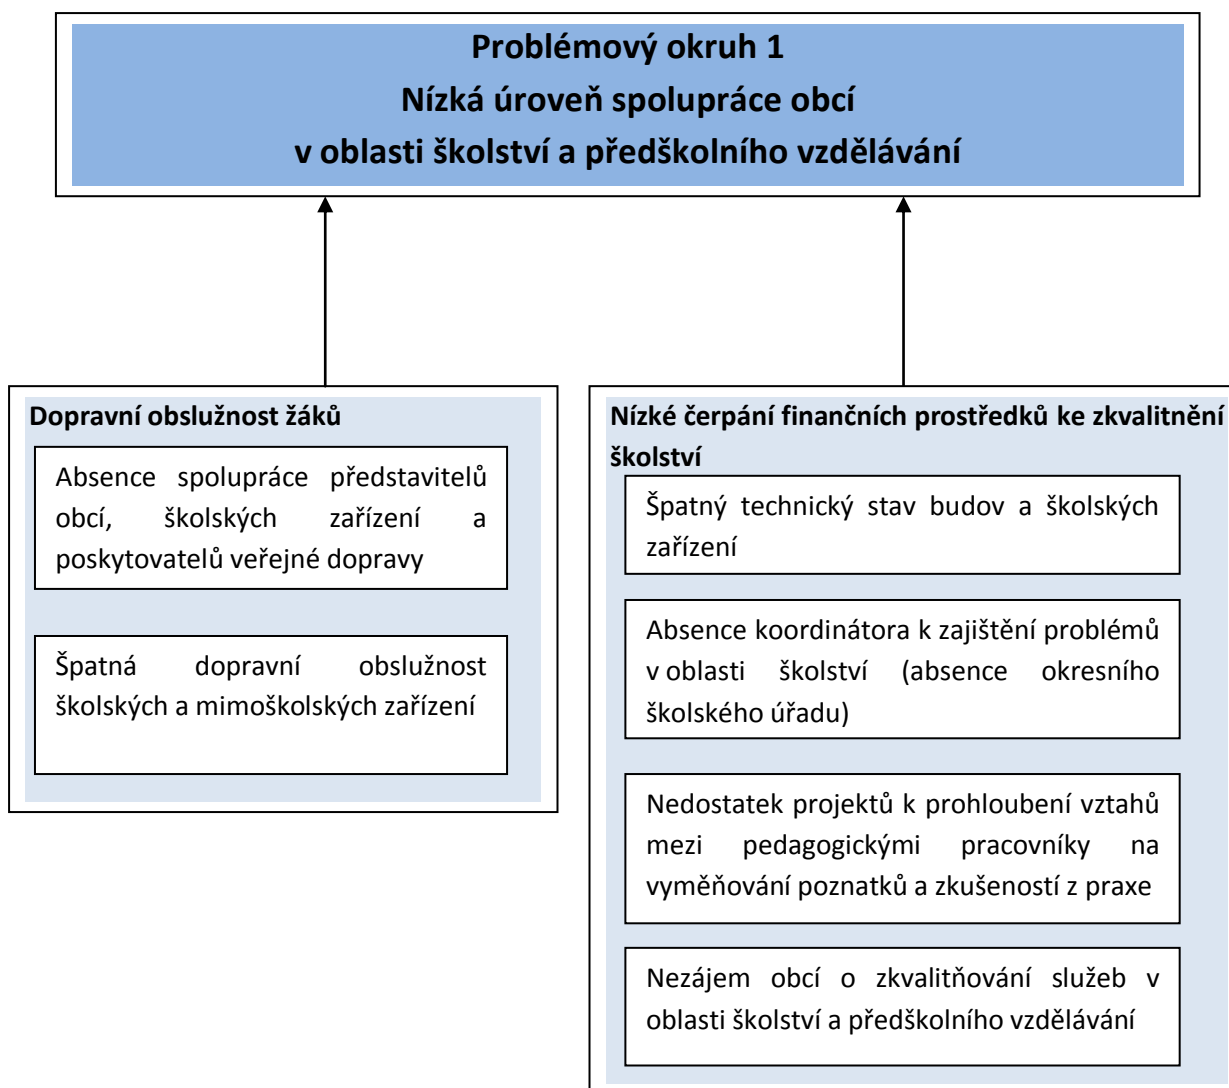 Problémový okruh 1
Nízká úroveň spolupráce obcí
v oblasti školství a předškolního vzdělávání
Dopravní obslužnost žáků
Absence spolupráce představitelů
obcí, školských zařízení a
poskytovatelů veřejné dopravy
Špatná dopravní obslužnost
školských a mimoškolských zařízení
Nízké čerpání finančních prostředků ke zkvalitnění
školství
Špatný technický stav budov a školských
zařízení
Absence koordinátora k zajištění problémů
v oblasti školství (absence okresního
školského úřadu)
Nedostatek projektů k prohloubení vztahů
mezi pedagogickými pracovníky na
vyměňování poznatků a zkušeností z praxe
Nezájem obcí o zkvalitňování služeb v
oblasti školství a předškolního vzdělávání